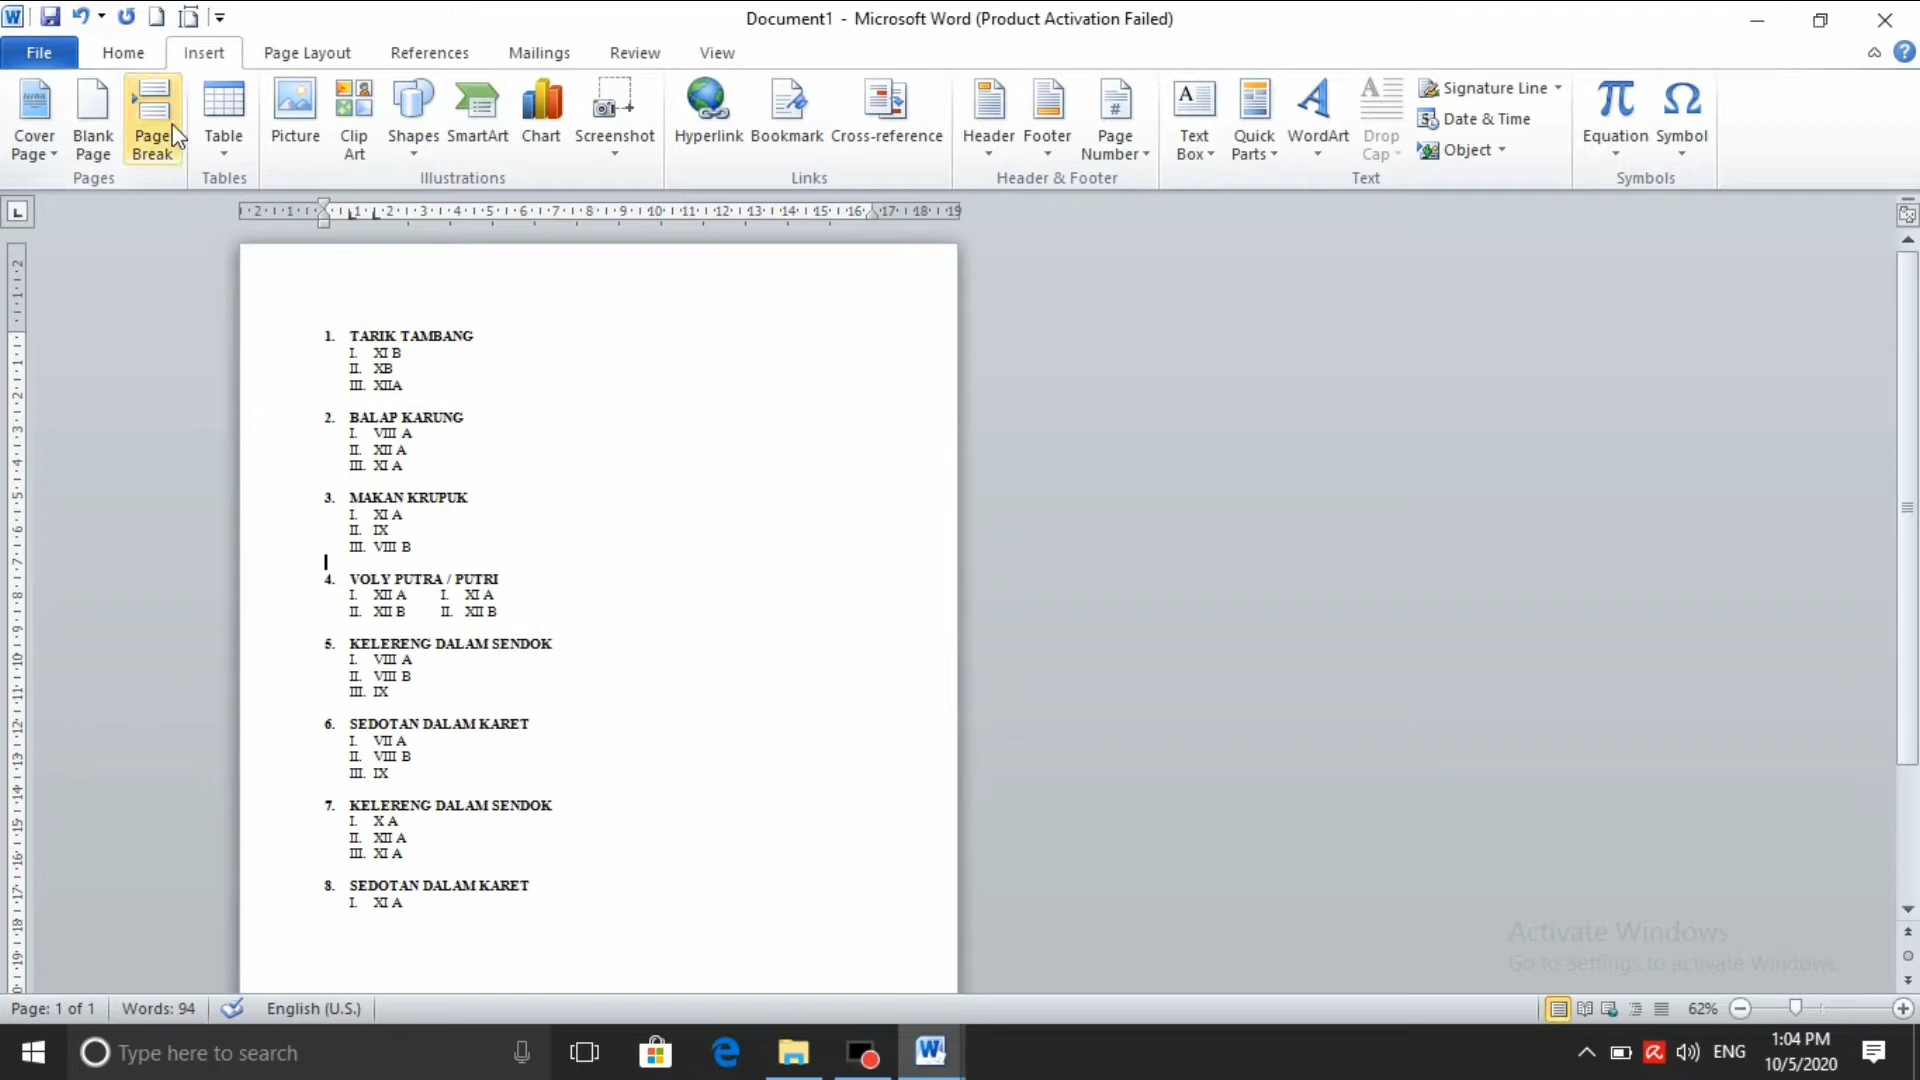 Document1 - Microsoft Word (Product Activation Failed)
File Home Insert Page Layout References Mailings Review View
Cover Page
Blank Page
Page Break
Table
Picture
Clip Art
Shapes
SmartArt
Chart
Screenshot
Hyperlink
Bookmark
Cross-reference
Header
Footer
Page Number
Text Box
Quick Parts
WordArt
Drop Cap
Signature Line
Date & Time
Object
Equation
Symbol
Pages Tables Illustrations Links Header & Footer Text Symbols
1. TARIK TAMBANG
I. XI B
II. XB
III. XIIA
2. BALAP KARUNG
I. VIII A
II. XII A
III. XI A
3. MAKAN KRUPUK
I. XI A
II. IX
III. VIII B
4. VOLY PUTRA / PUTRI
I. XII A I. XI A
II. XII B II. XII B
5. KELERENG DALAM SENDOK
I. VIII A
II. VIII B
III. IX
6. SEDOTAN DALAM KARET
I. VII A
II. VIII B
III. IX
7. KELERENG DALAM SENDOK
I. X A
II. XII A
III. XI A
8. SEDOTAN DALAM KARET
I. XI A
Activate Windows
Go to Settings to activate Windows.
Page: 1 of 1 Words: 94 English (U.S.) 62%
Type here to search
ENG
1:04 PM
10/5/2020